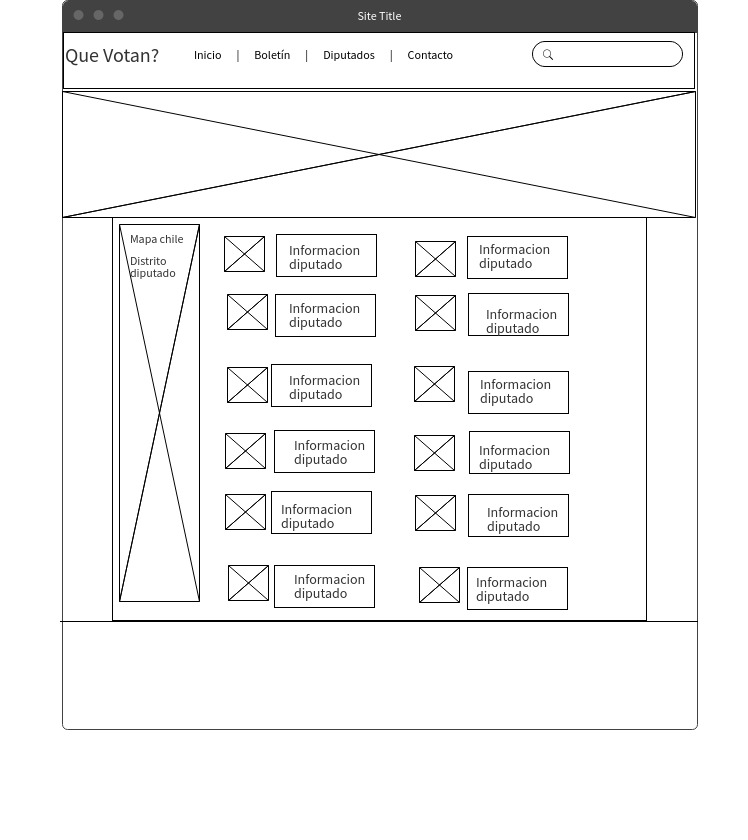 Site Title
Que Votan?
Inicio | Boletín | Diputados | Contacto
Mapa chile
Distrito
diputado
Informacion
diputado
Informacion
diputado
Informacion
diputado
Informacion
diputado
Informacion
diputado
Informacion
diputado
Informacion
diputado
Informacion
diputado
Informacion
diputado
Informacion
diputado
Informacion
diputado
Informacion
diputado